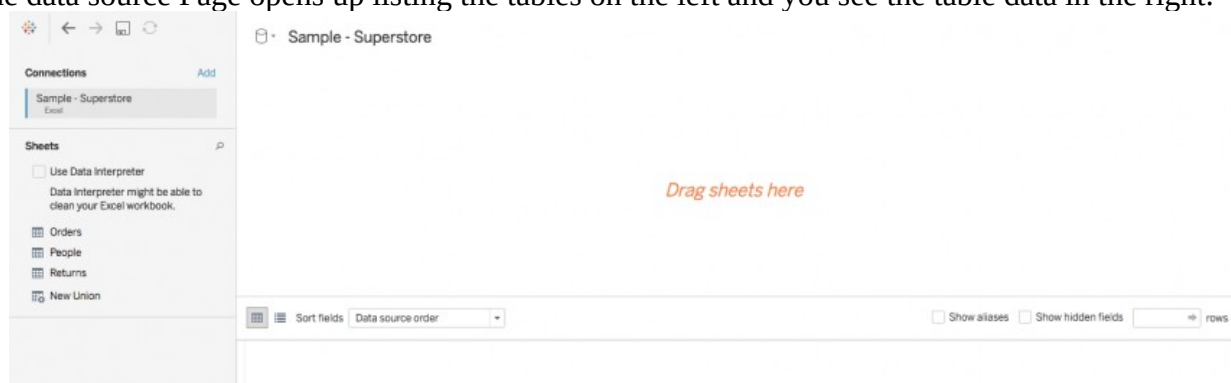 he data source Page opens up listing the tables on the left and you see the table data in the right.
Sample - Superstore
Connections Add
Sample - Superstore
Excel
Sheets
Use Data Interpreter
Data Interpreter might be able to
clean your Excel workbook.
Orders
People
Returns
New Union
Drag sheets here
Sort fields Data source order
Show aliases Show hidden fields rows